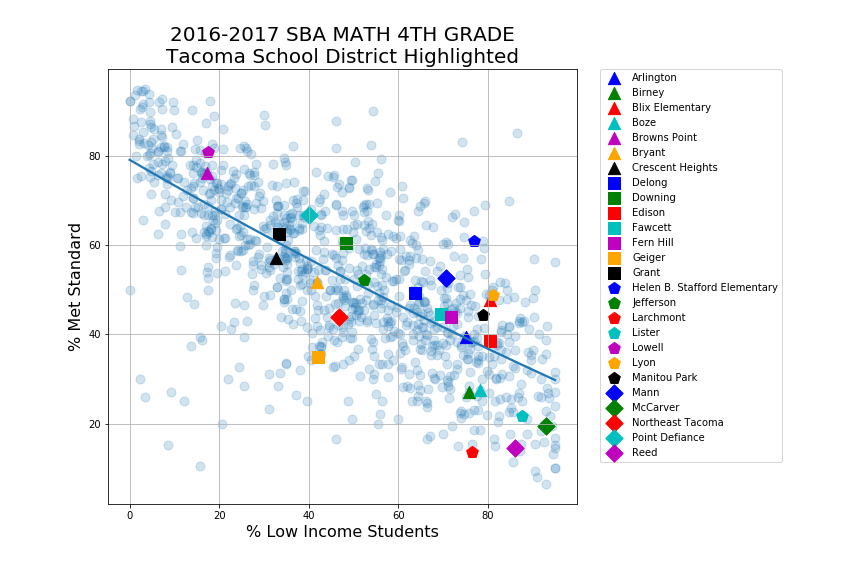 2016-2017 SBA MATH 4TH GRADE
Tacoma School District Highlighted
% Met Standard
80
60
40
20
0
20
40
60
80
% Low Income Students
Arlington
Birney
Blix Elementary
Boze
Browns Point
Bryant
Crescent Heights
Delong
Downing
Edison
Fawcett
Fern Hill
Geiger
Grant
Helen B. Stafford Elementary
Jefferson
Larchmont
Lister
Lowell
Lyon
Manitou Park
Mann
McCarver
Northeast Tacoma
Point Defiance
Reed